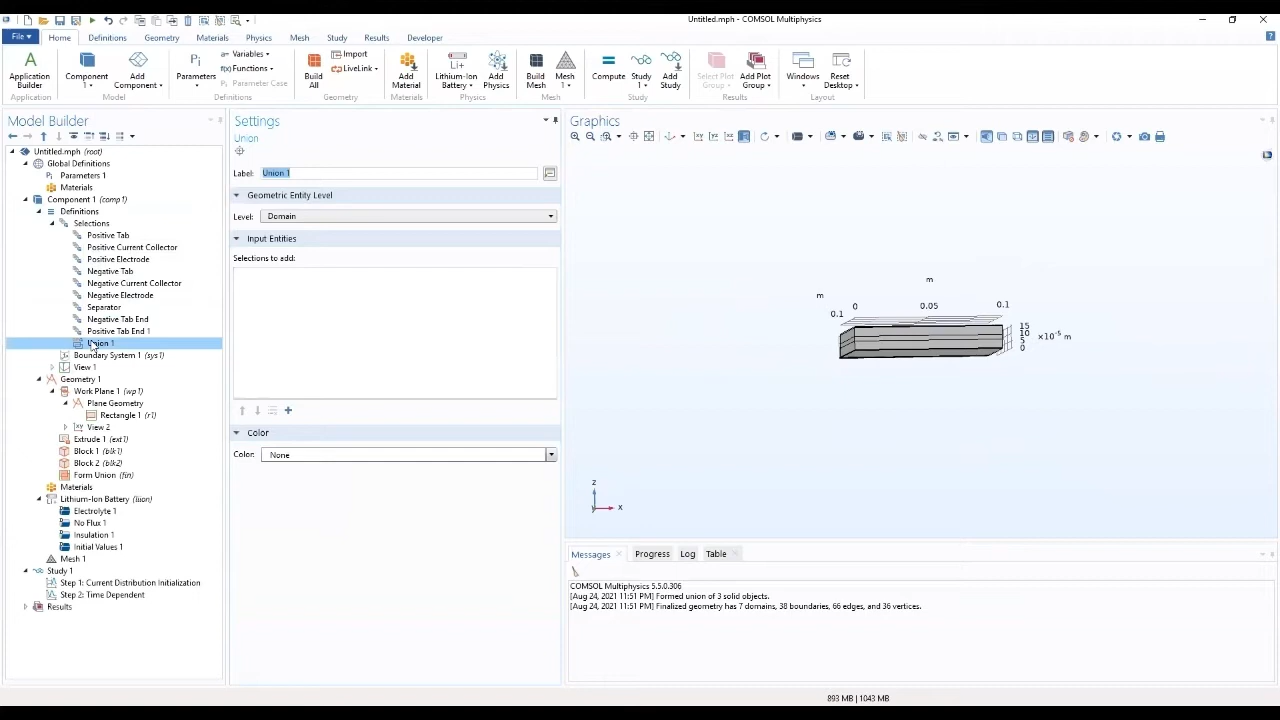 Untitled.mph - COMSOL Multiphysics
File
Home
Definitions
Geometry
Materials
Physics
Mesh
Study
Results
Developer
Application Builder
Component 1
Add Component
Parameters
Variables
Functions
Parameter Case
Build All
Import
LiveLink
Add Material
Lithium-Ion Battery
Add Physics
Build Mesh
Mesh 1
Compute
Study 1
Add Study
Select Plot Group
Add Plot Group
Windows
Reset Desktop
Application
Model
Definitions
Geometry
Materials
Physics
Mesh
Study
Results
Layout
Model Builder
Untitled.mph (root)
Global Definitions
Pi Parameters 1
Materials
Component 1 (comp1)
Definitions
Selections
Positive Tab
Positive Current Collector
Positive Electrode
Negative Tab
Negative Current Collector
Negative Electrode
Separator
Negative Tab End
Positive Tab End 1
Union 1
Boundary System 1 (sys1)
View 1
Geometry 1
Work Plane 1 (wp1)
Plane Geometry
Rectangle 1 (r1)
View 2
Extrude 1 (ext1)
Block 1 (blk1)
Block 2 (blk2)
Form Union (fin)
Materials
Lithium-Ion Battery (liion)
Electrolyte 1
No Flux 1
Insulation 1
Initial Values 1
Mesh 1
Study 1
Step 1: Current Distribution Initialization
Step 2: Time Dependent
Results
Settings
Union
Label: Union 1
Geometric Entity Level
Level: Domain
Input Entities
Selections to add:
Color
Color: None
Graphics
m
m
0
0.05
0.1
0.1
15
10
5
0
×10⁻⁵ m
z
y
x
Messages
Progress
Log
Table
COMSOL Multiphysics 5.5.0.306
[Aug 24, 2021 11:51 PM] Formed union of 3 solid objects.
[Aug 24, 2021 11:51 PM] Finalized geometry has 7 domains, 38 boundaries, 66 edges, and 36 vertices.
893 MB | 1043 MB